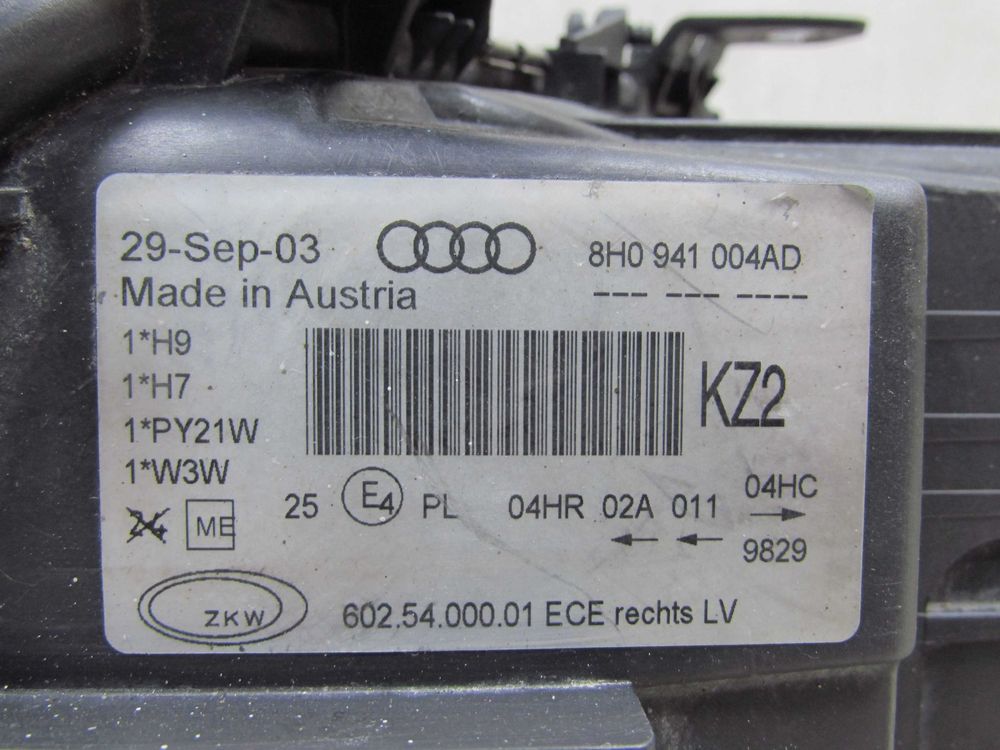 29-Sep-03
8H0 941 004AD
Made in Austria
--- --- ----
1*H9
1*H7
KZ2
1*PY21W
1*W3W
25 E4 PL 04HR 02A 011 04HC
24 ME
← ← → 9829
ZKW
602.54.000.01 ECE rechts LV